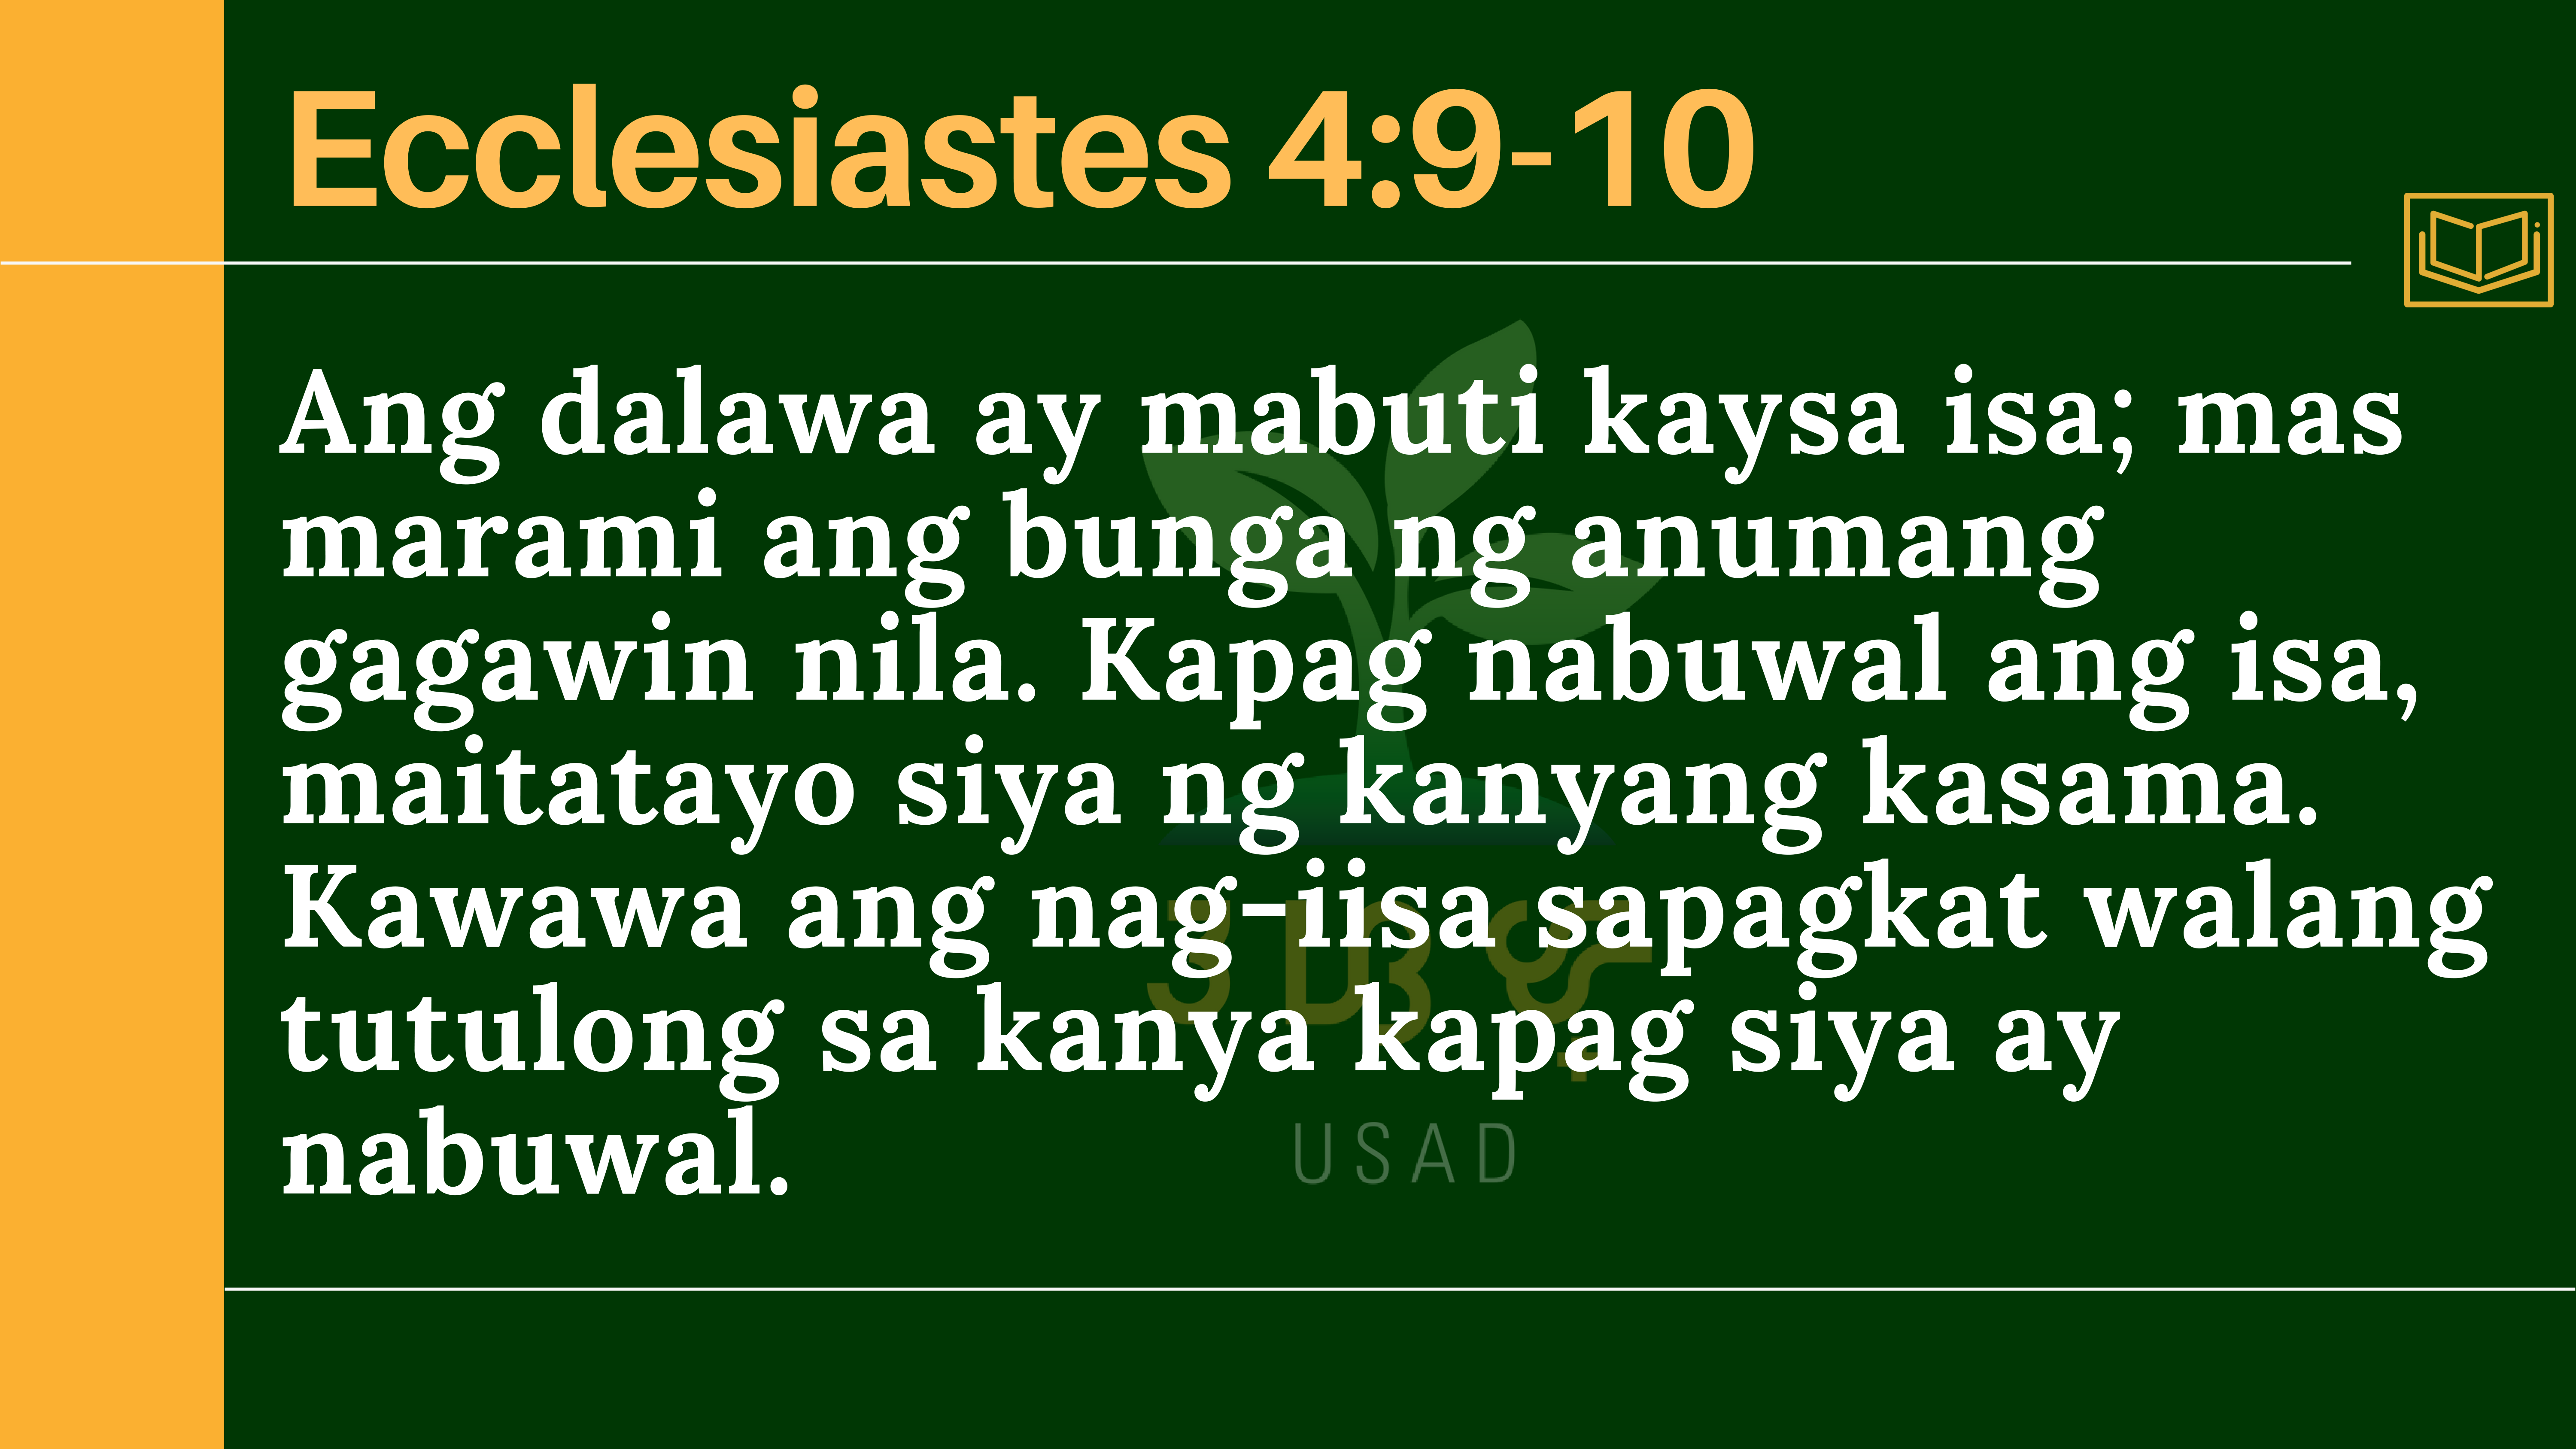 Ecclesiastes 4:9-10
Ang dalawa ay mabuti kaysa isa; mas
marami ang bunga ng anumang
gagawin nila. Kapag nabuwal ang isa,
maitatayo siya ng kanyang kasama.
Kawawa ang nag-iisa sapagkat walang
tutulong sa kanya kapag siya ay
nabuwal.
USAD